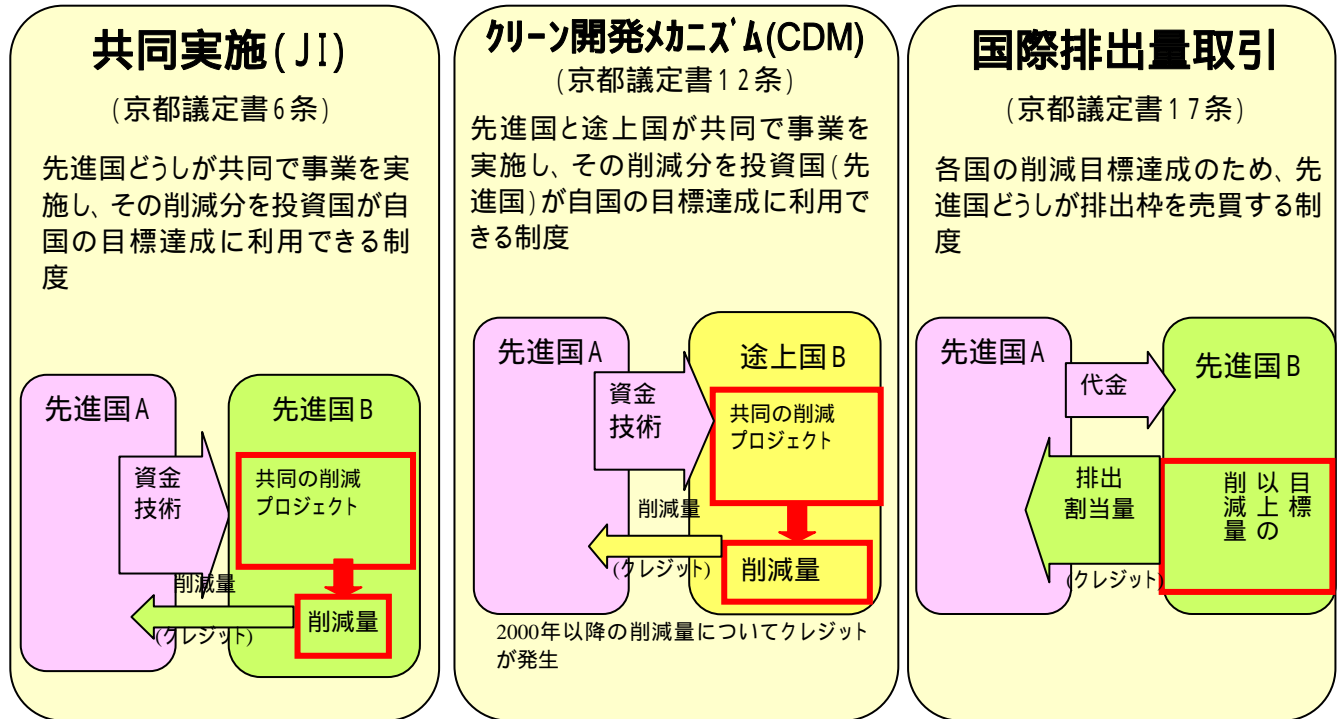 共同実施(JI)
(京都議定書6条)
先進国どうしが共同で事業を実
施し、その削減分を投資国が自
国の目標達成に利用できる制
度
先進国A
先進国B
資金
技術
共同の削減
プロジェクト
削減量
(クレジット)
削減量
クリーン開発メカニズム(CDM)
(京都議定書12条)
先進国と途上国が共同で事業を
実施し、その削減分を投資国(先
進国)が自国の目標達成に利用で
きる制度
先進国A
途上国B
資金
技術
共同の削減
プロジェクト
削減量
(クレジット)
削減量
2000年以降の削減量についてクレジット
が発生
国際排出量取引
(京都議定書17条)
各国の削減目標達成のため、先
進国どうしが排出枠を売買する制
度
先進国A
先進国B
代金
排出
割当量
(クレジット)
目標
以上の
削減量